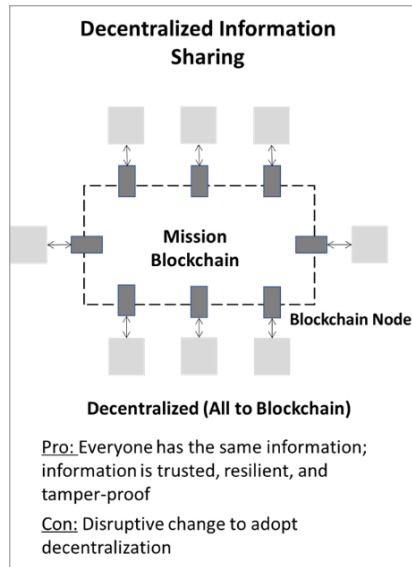 Decentralized Information
Sharing
Mission
Blockchain
Blockchain Node
Decentralized (All to Blockchain)
Pro: Everyone has the same information;
information is trusted, resilient, and
tamper-proof
Con: Disruptive change to adopt
decentralization